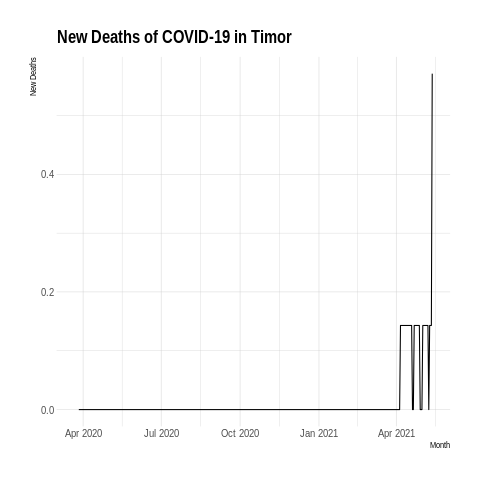 New Deaths of COVID-19 in Timor
New Deaths
0.4
0.2
0.0
Apr 2020 Jul 2020 Oct 2020 Jan 2021 Apr 2021
Month